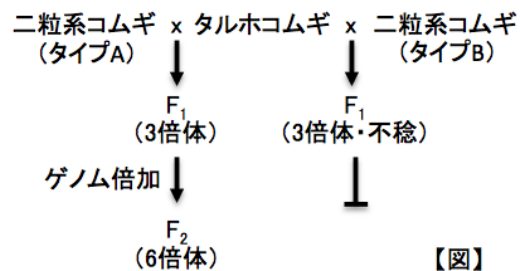 二粒系コムギ x タルホコムギ x 二粒系コムギ
(タイプA) (タイプB)
F1 F1
(3倍体) (3倍体・不稔)
ゲノム倍加
F2
(6倍体) 【図】